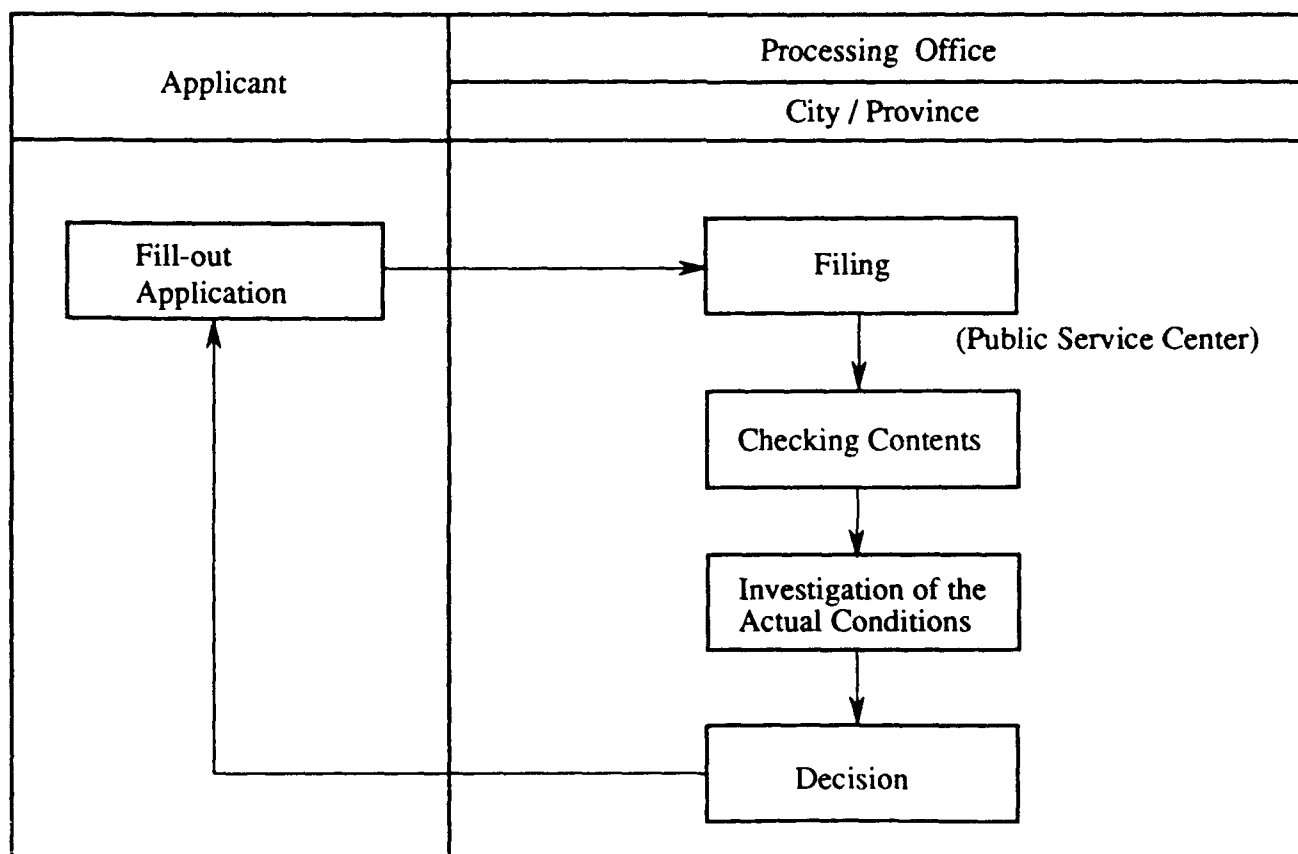 Applicant
Processing Office
City / Province
Fill-out
Application
Filing
(Public Service Center)
Checking Contents
Investigation of the
Actual Conditions
Decision